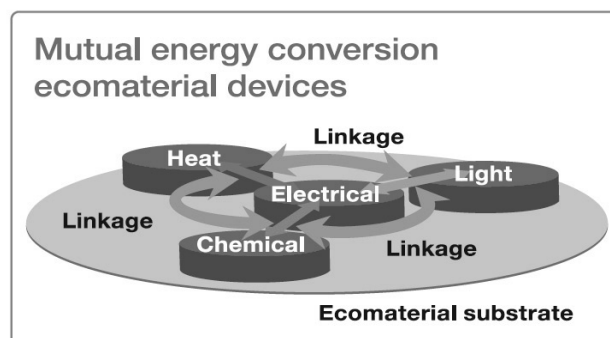 Mutual energy conversion
ecomaterial devices
Linkage
Heat
Light
Electrical
Linkage
Chemical
Linkage
Ecomaterial substrate